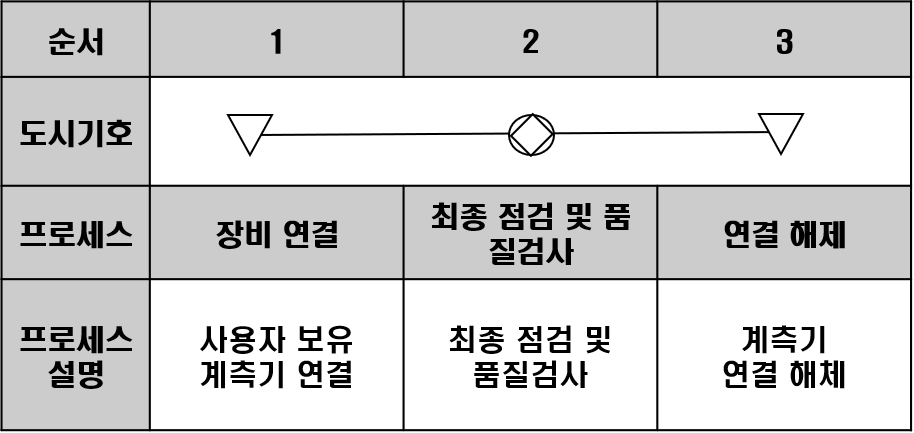 순서 1 2 3
도시기호
프로세스 장비 연결 최종 점검 및 품
질검사 연결 해제
프로세스
설명 사용자 보유
계측기 연결 최종 점검 및
품질검사 계측기
연결 해체